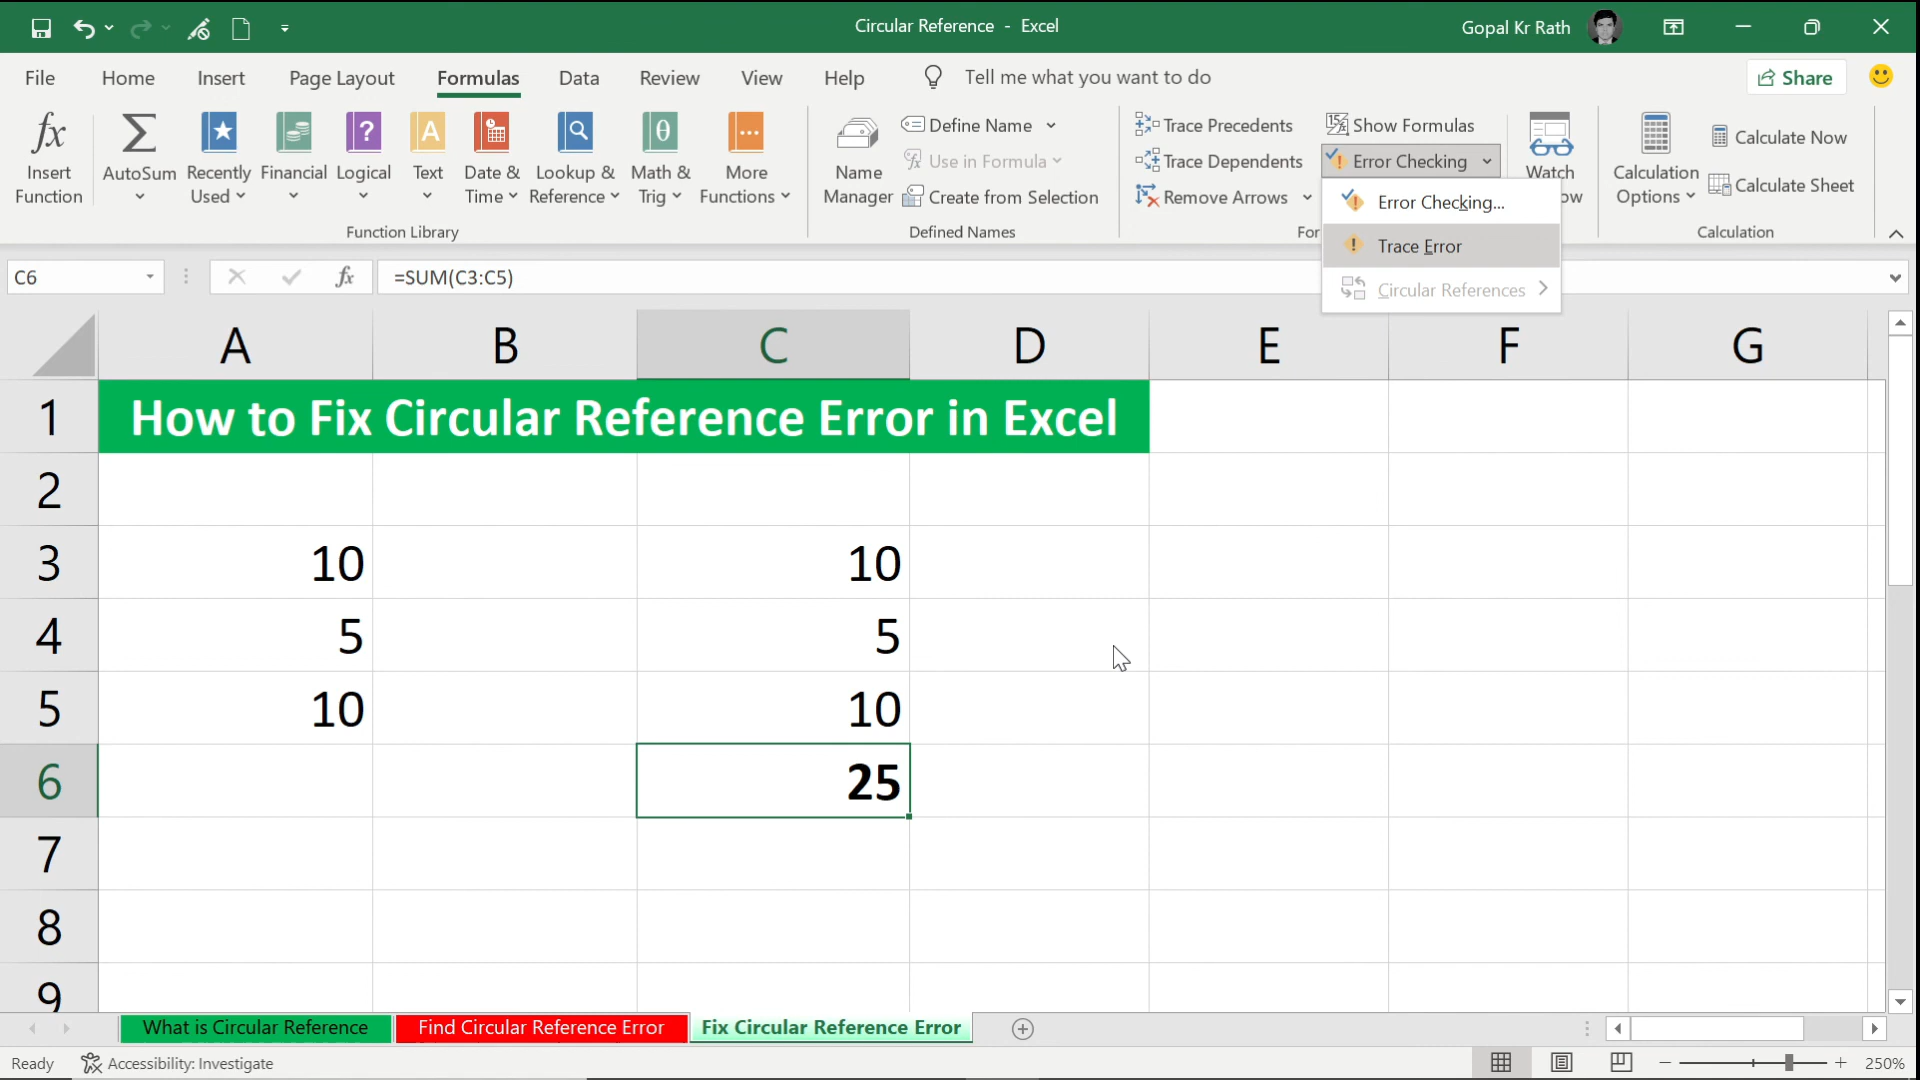 Circular Reference - Excel
Gopal Kr Rath
File Home Insert Page Layout Formulas Data Review View Help Tell me what you want to do
Share
Insert Function
AutoSum
Recently Used
Financial
Logical
Text
Date & Time
Lookup & Reference
Math & Trig
More Functions
Function Library
Name Manager
Define Name
Use in Formula
Create from Selection
Defined Names
Trace Precedents
Trace Dependents
Remove Arrows
Show Formulas
Error Checking
For
Watch
ow
Calculation Options
Calculate Now
Calculate Sheet
Calculation
Error Checking...
Trace Error
Circular References
C6
fx
=SUM(C3:C5)
A B C D E F G
1 How to Fix Circular Reference Error in Excel
2
3 10 10
4 5 5
5 10 10
6 25
7
8
9
What is Circular Reference Find Circular Reference Error Fix Circular Reference Error
Ready Accessibility: Investigate 250%